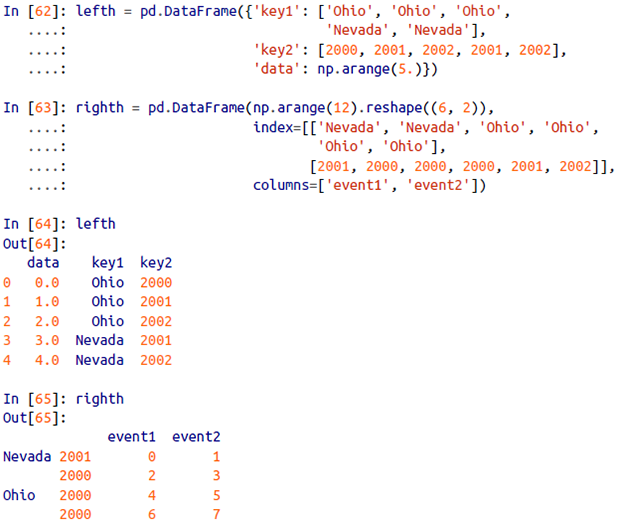 In [62]: lefth = pd.DataFrame({'key1': ['Ohio', 'Ohio', 'Ohio',
....: 'Nevada', 'Nevada'],
....: 'key2': [2000, 2001, 2002, 2001, 2002],
....: 'data': np.arange(5.)})
In [63]: righth = pd.DataFrame(np.arange(12).reshape((6, 2)),
....: index=[['Nevada', 'Nevada', 'Ohio', 'Ohio',
....: 'Ohio', 'Ohio'],
....: [2001, 2000, 2000, 2000, 2001, 2002]],
....: columns=['event1', 'event2'])
In [64]: lefth
Out[64]:
data key1 key2
0 0.0 Ohio 2000
1 1.0 Ohio 2001
2 2.0 Ohio 2002
3 3.0 Nevada 2001
4 4.0 Nevada 2002
In [65]: righth
Out[65]:
event1 event2
Nevada 2001 0 1
2000 2 3
Ohio 2000 4 5
2000 6 7